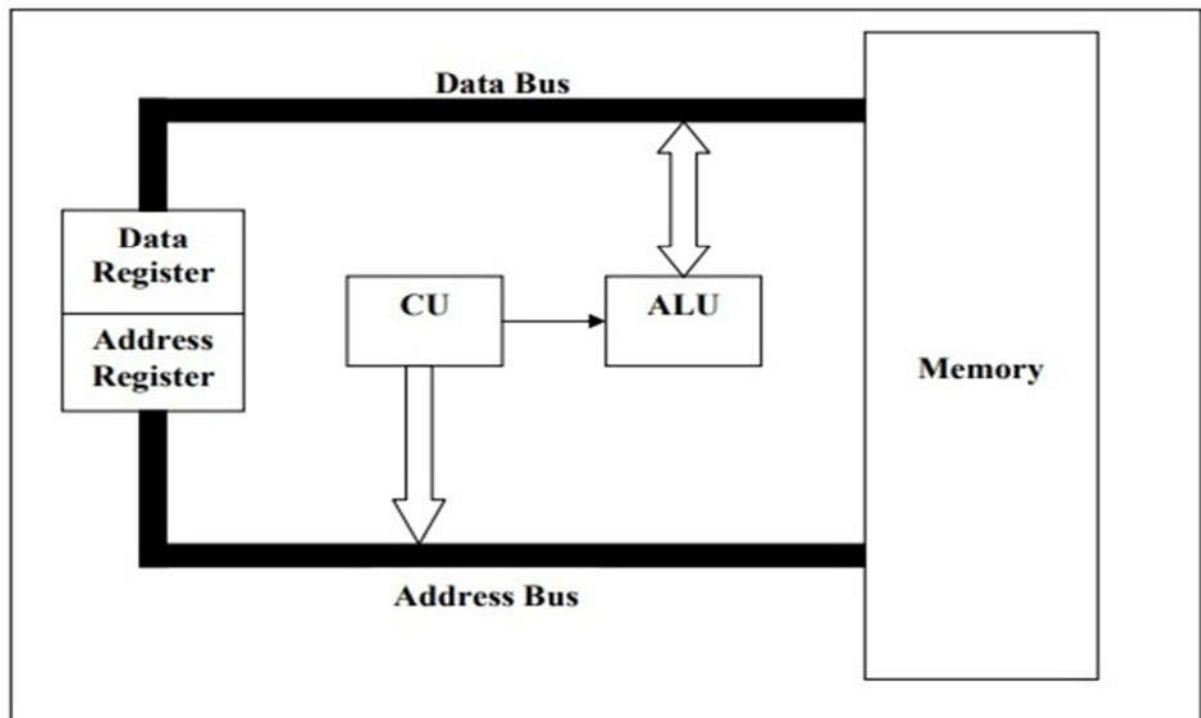 Data Bus
Data
Register
Address
Register
CU
ALU
Memory
Address Bus